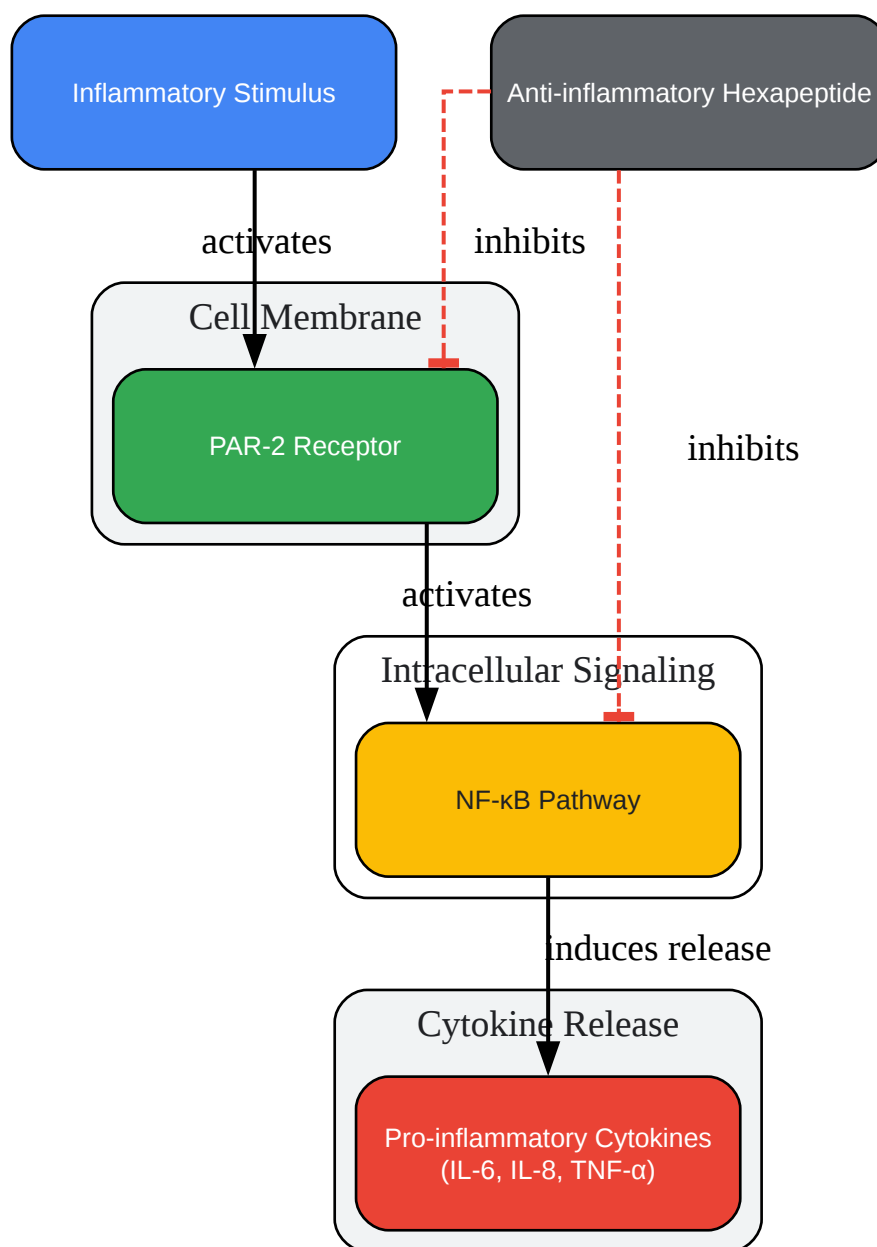 Inflammatory Stimulus
Anti-inflammatory Hexapeptide
activates
inhibits
Cell Membrane
PAR-2 Receptor
inhibits
activates
Intracellular Signaling
NF-κB Pathway
induces release
Cytokine Release
Pro-inflammatory Cytokines
(IL-6, IL-8, TNF-α)